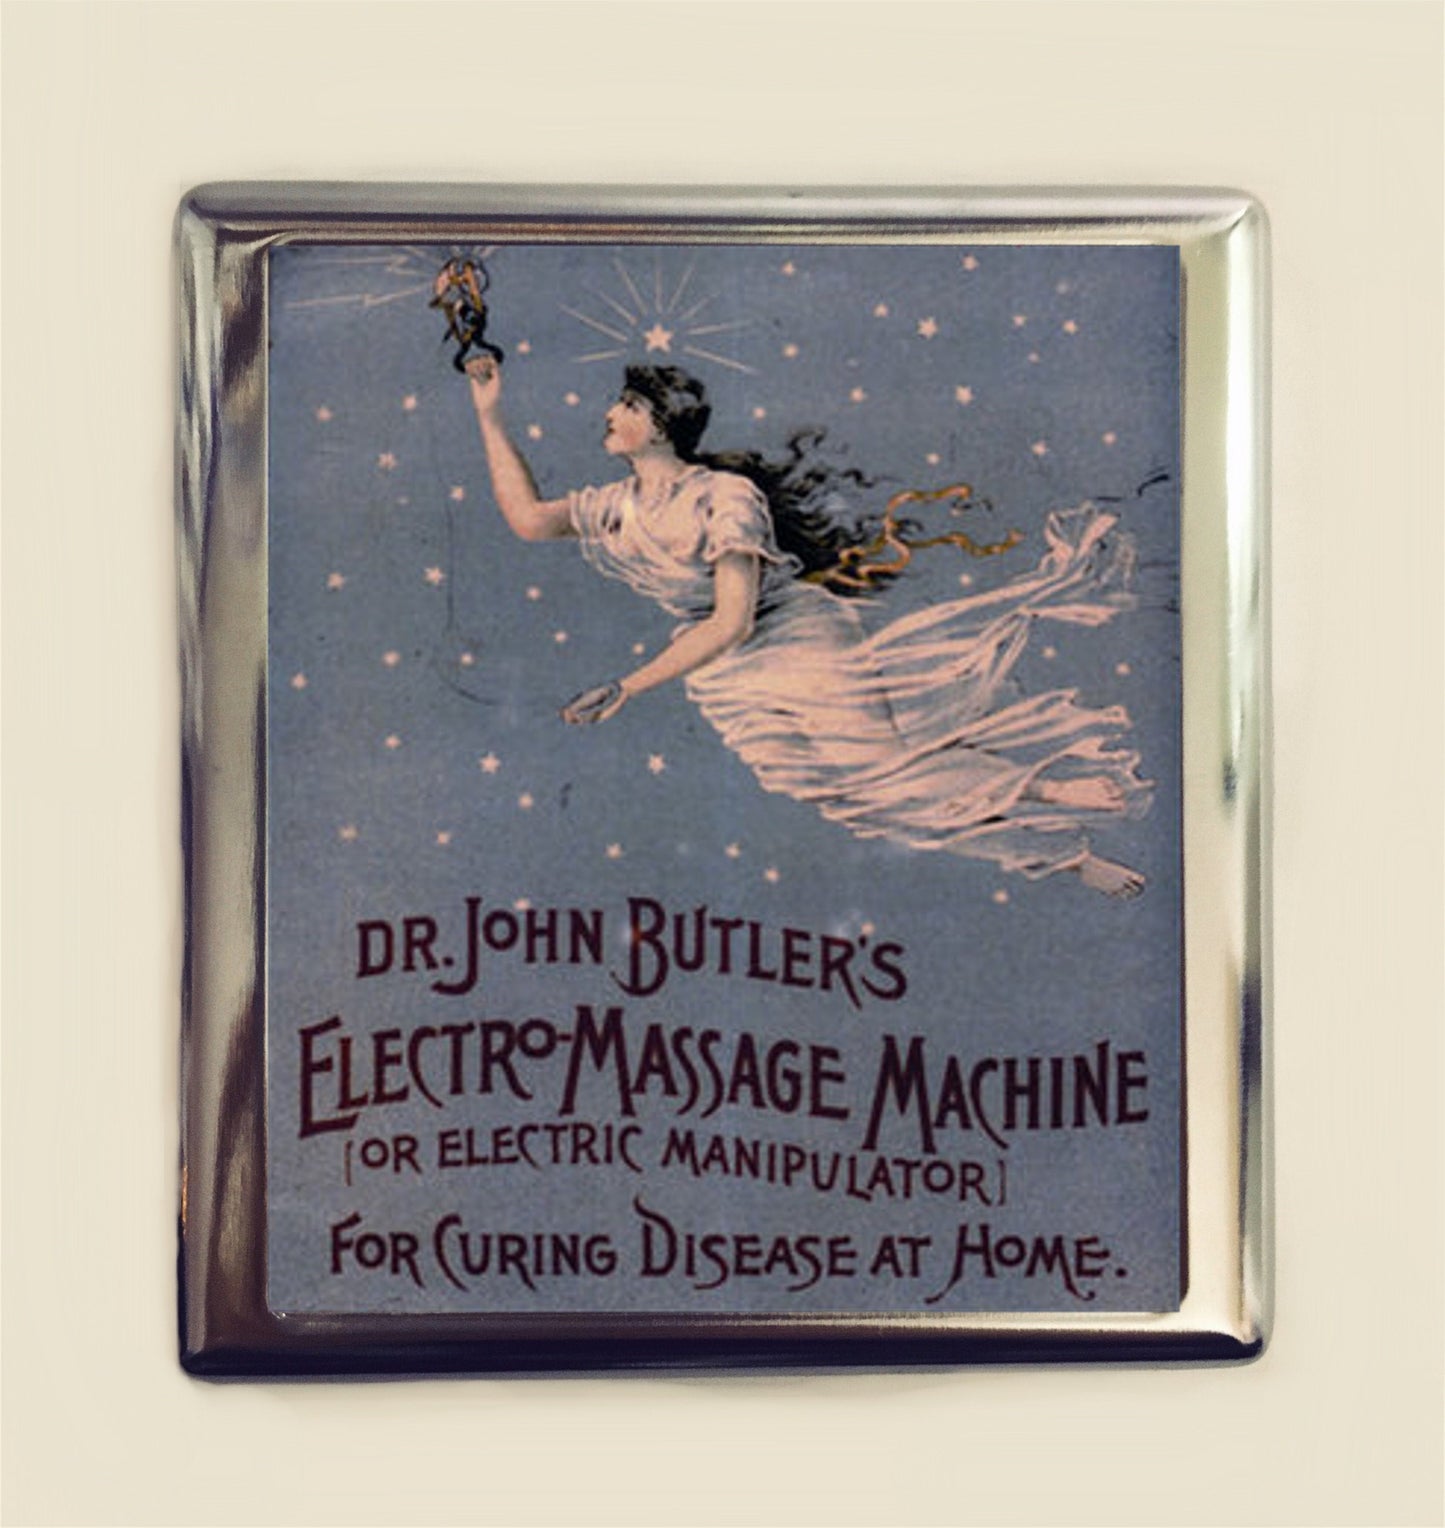 DR. JOHN BUTLER'S
ELECTRO-MASSAGE MACHINE
[OR ELECTRIC MANIPULATOR]
FOR CURING DISEASE AT HOME.